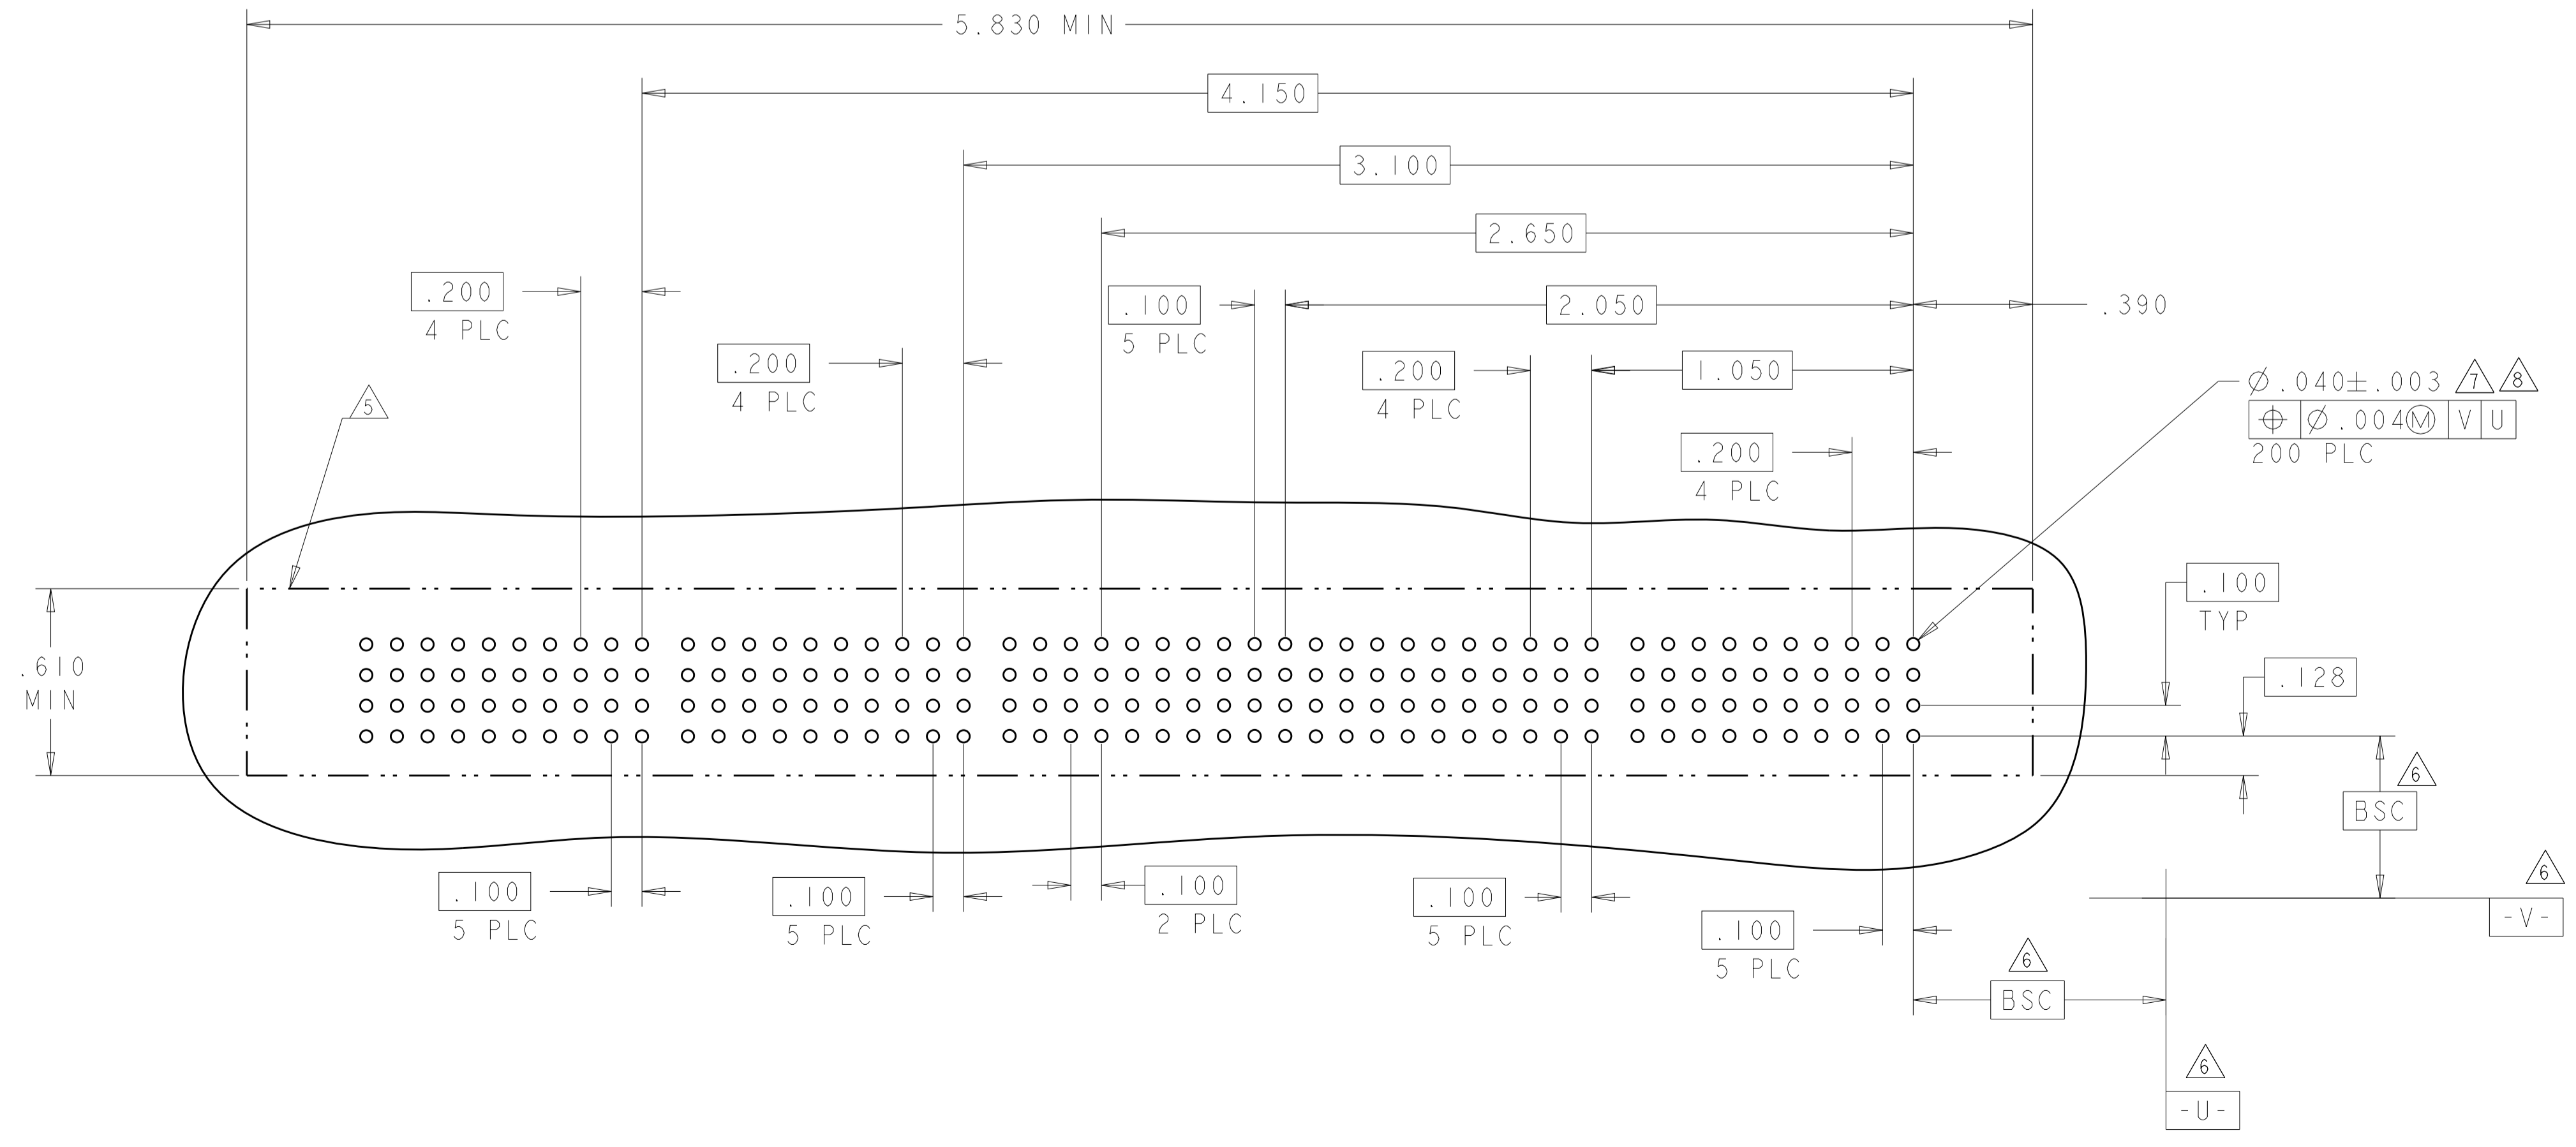 5.830 MIN
4.150
3.100
2.650
.200
4 PLC
.100
5 PLC
2.050
.390
.200
4 PLC
.200
4 PLC
1.050
5
Ø.040±.003 7 8
⌖ Ø.004Ⓜ V U
200 PLC
.200
4 PLC
.100
TYP
.610
MIN
.128
6
BSC
.100
5 PLC
.100
5 PLC
.100
2 PLC
.100
5 PLC
.100
5 PLC
6
-V-
6
BSC
6
-U-